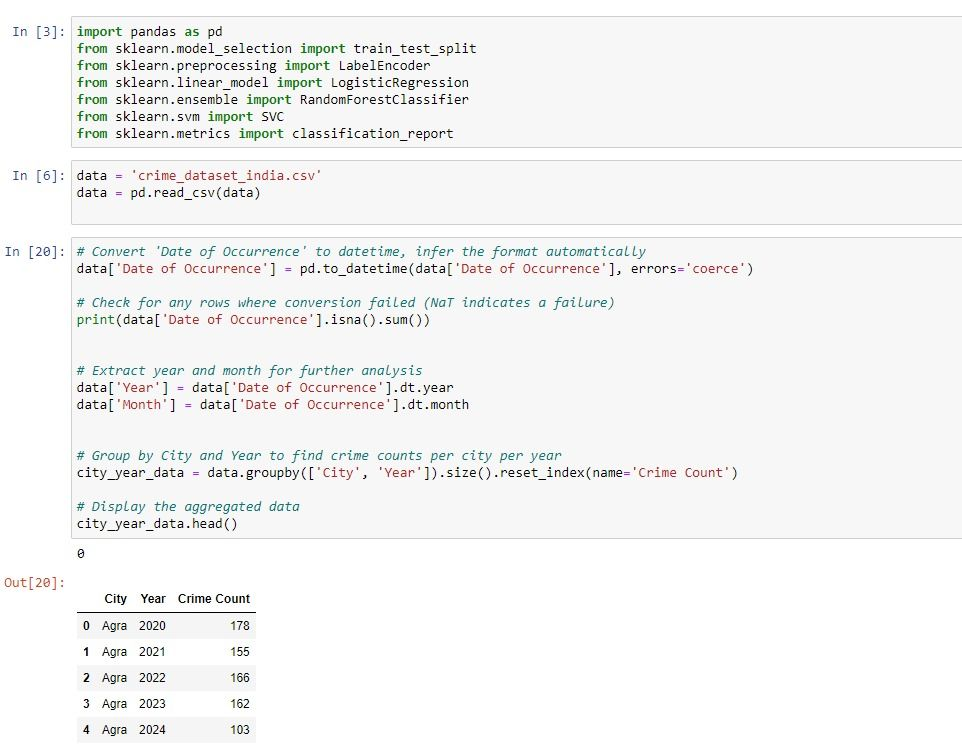 In [3]: import pandas as pd
from sklearn.model_selection import train_test_split
from sklearn.preprocessing import LabelEncoder
from sklearn.linear_model import LogisticRegression
from sklearn.ensemble import RandomForestClassifier
from sklearn.svm import SVC
from sklearn.metrics import classification_report
In [6]: data = 'crime_dataset_india.csv'
data = pd.read_csv(data)
In [20]: # Convert 'Date of Occurrence' to datetime, infer the format automatically
data['Date of Occurrence'] = pd.to_datetime(data['Date of Occurrence'], errors='coerce')
# Check for any rows where conversion failed (NaT indicates a failure)
print(data['Date of Occurrence'].isna().sum())
# Extract year and month for further analysis
data['Year'] = data['Date of Occurrence'].dt.year
data['Month'] = data['Date of Occurrence'].dt.month
# Group by City and Year to find crime counts per city per year
city_year_data = data.groupby(['City', 'Year']).size().reset_index(name='Crime Count')
# Display the aggregated data
city_year_data.head()
0
Out[20]:
City Year Crime Count
0 Agra 2020 178
1 Agra 2021 155
2 Agra 2022 166
3 Agra 2023 162
4 Agra 2024 103